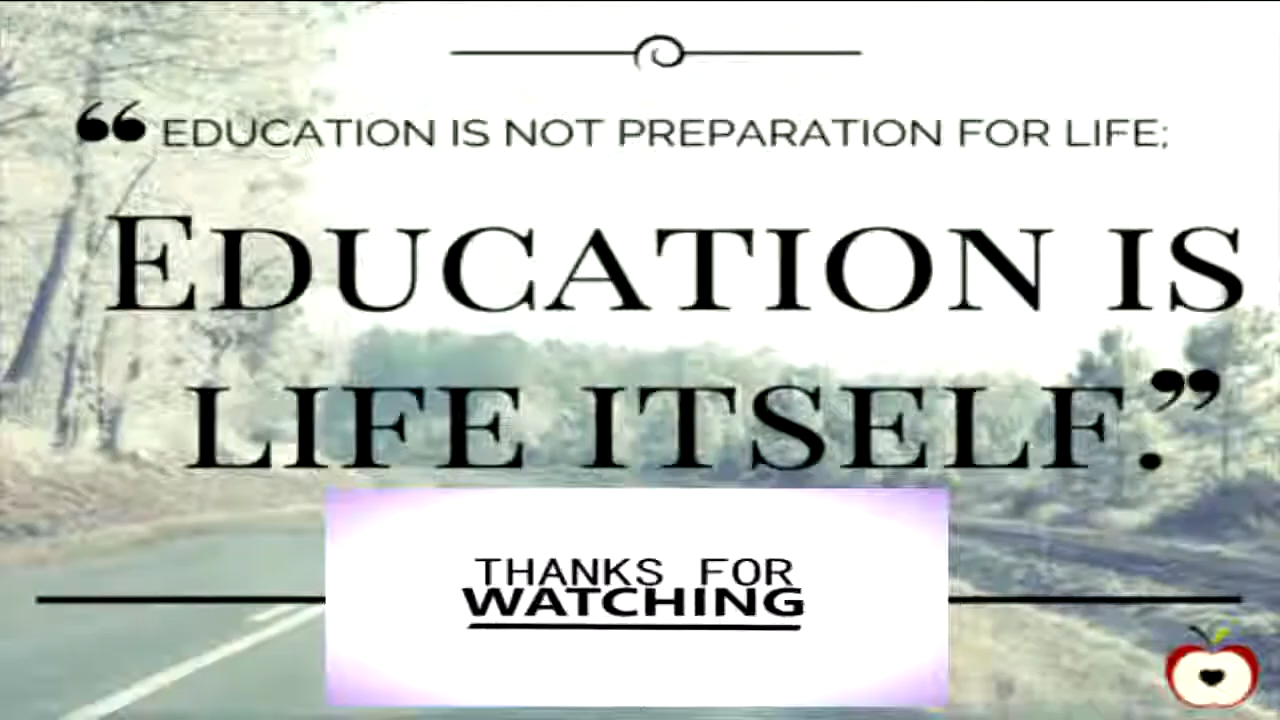 “ EDUCATION IS NOT PREPARATION FOR LIFE;
EDUCATION IS
LIFE ITSELF.”
THANKS FOR
WATCHING